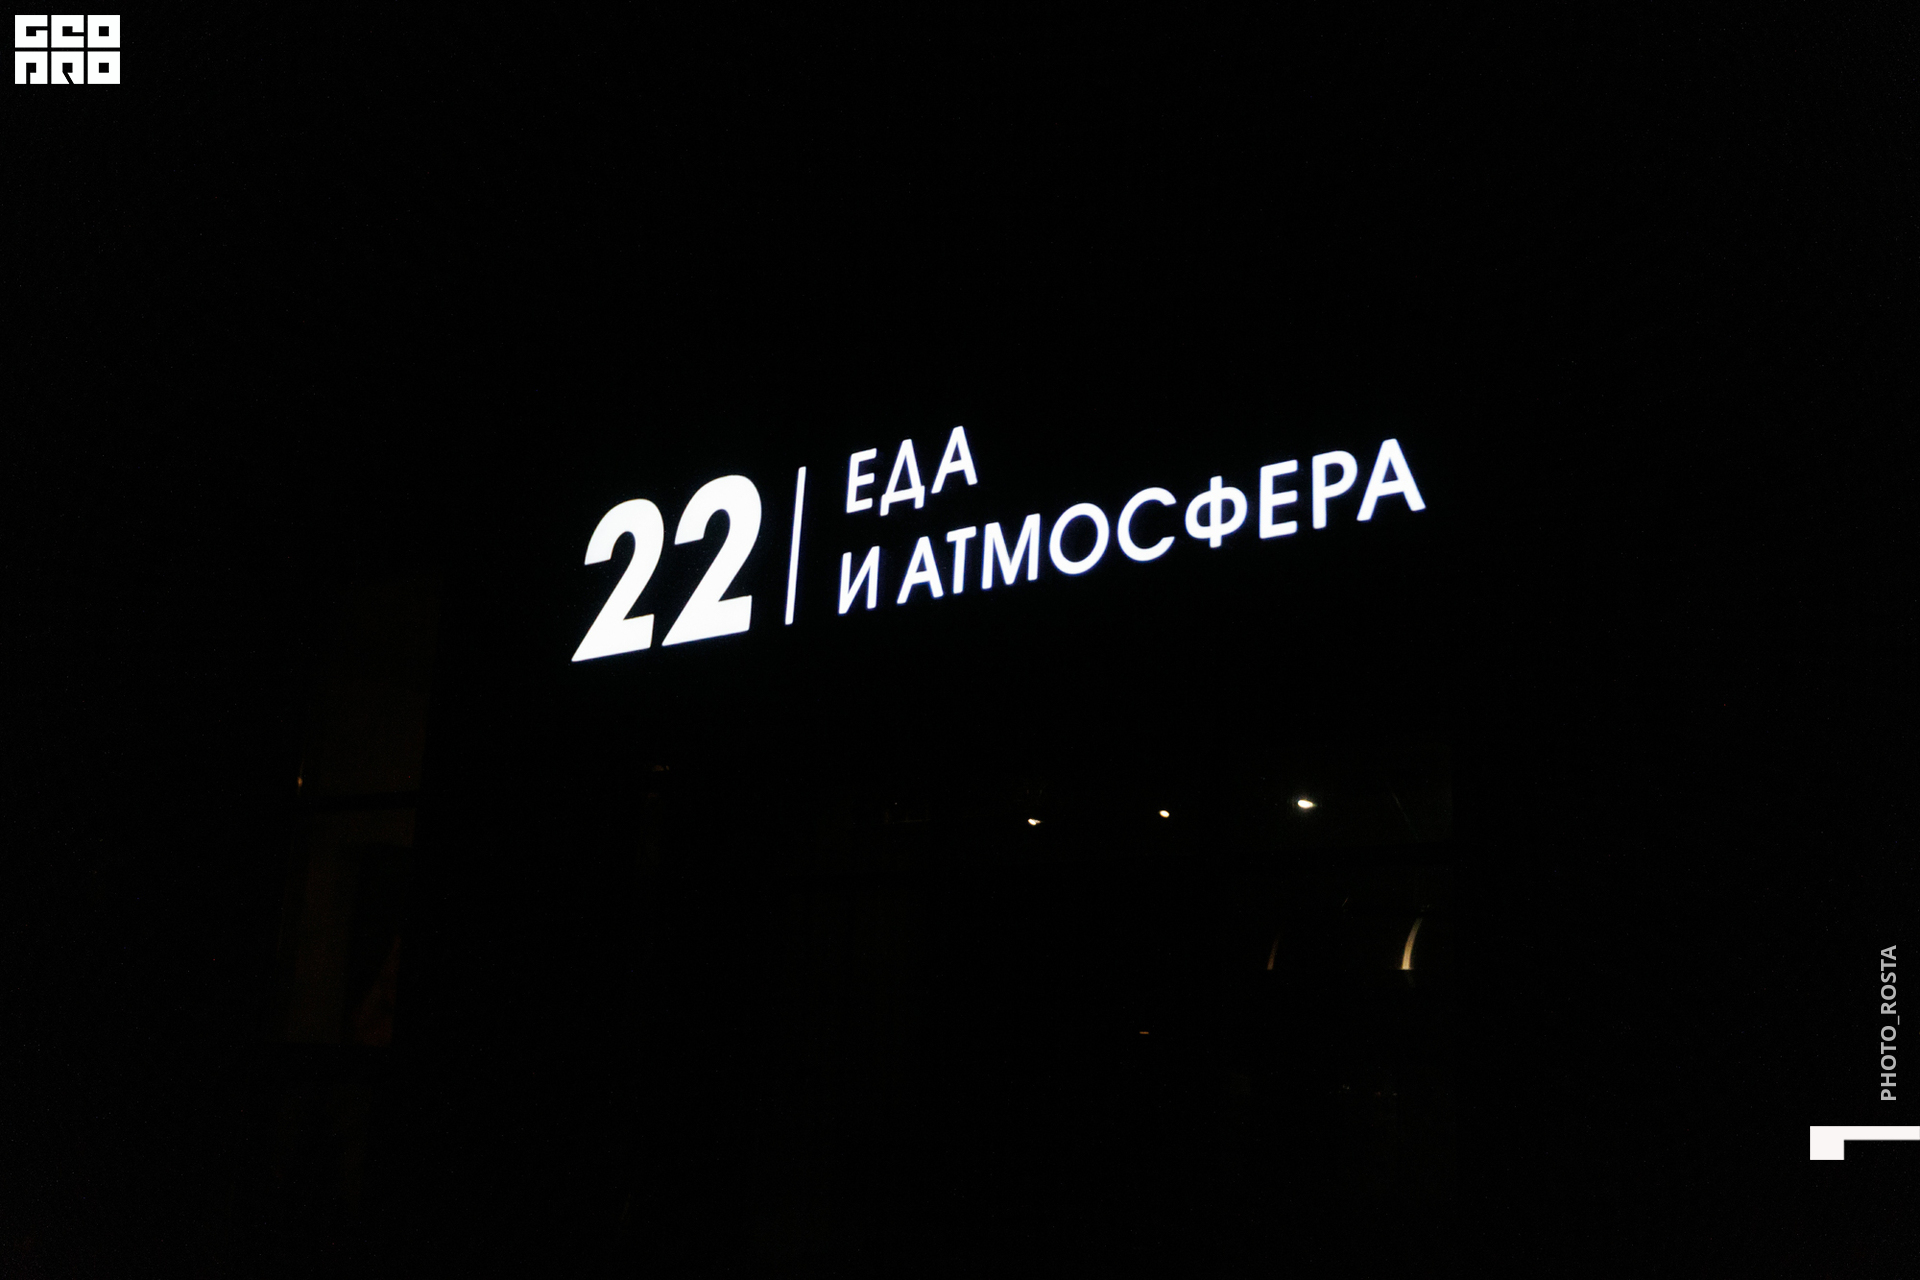 GEO
PRO
22
ЕДА
И АТМОСФЕРА
PHOTO_ROSTA